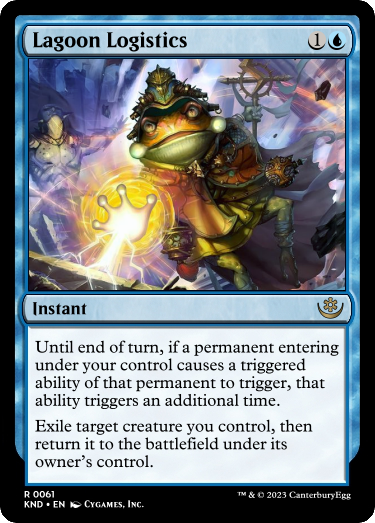 Lagoon Logistics
1
Instant
Until end of turn, if a permanent entering
under your control causes a triggered
ability of that permanent to trigger, that
ability triggers an additional time.
Exile target creature you control, then
return it to the battlefield under its
owner's control.
R 0061
KND • EN Cygames, Inc.
™ & © 2023 CanterburyEgg